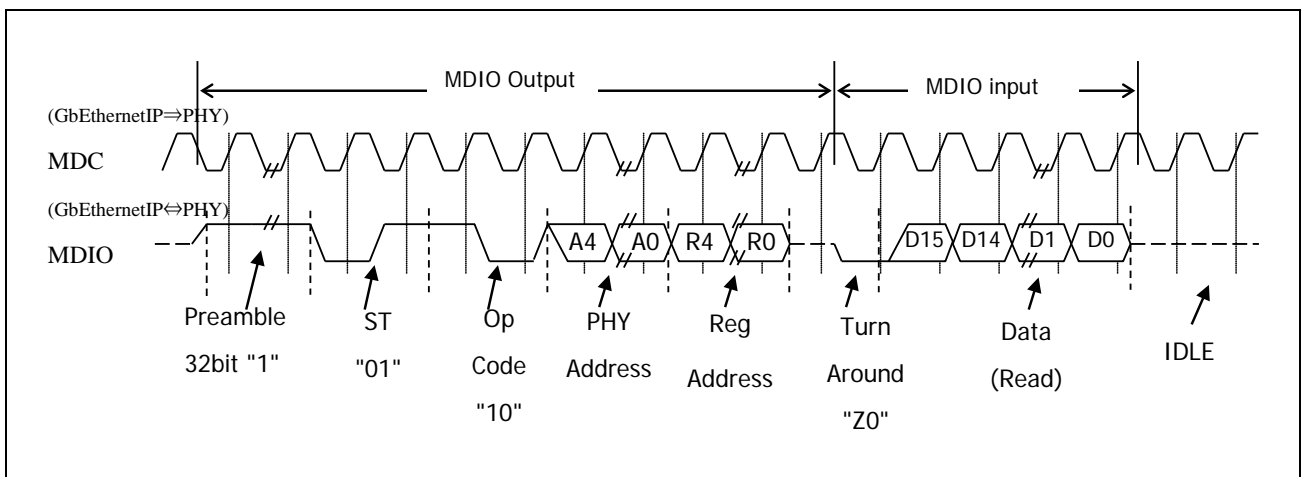 MDIO Output
MDIO input
(GbEthernetIP⇒PHY)
MDC
(GbEthernetIP⇔PHY)
MDIO
A4
A0
R4
R0
D15
D14
D1
D0
Preamble
32bit "1"
ST
"01"
Op
Code
"10"
PHY
Address
Reg
Address
Turn
Around
"Z0"
Data
(Read)
IDLE